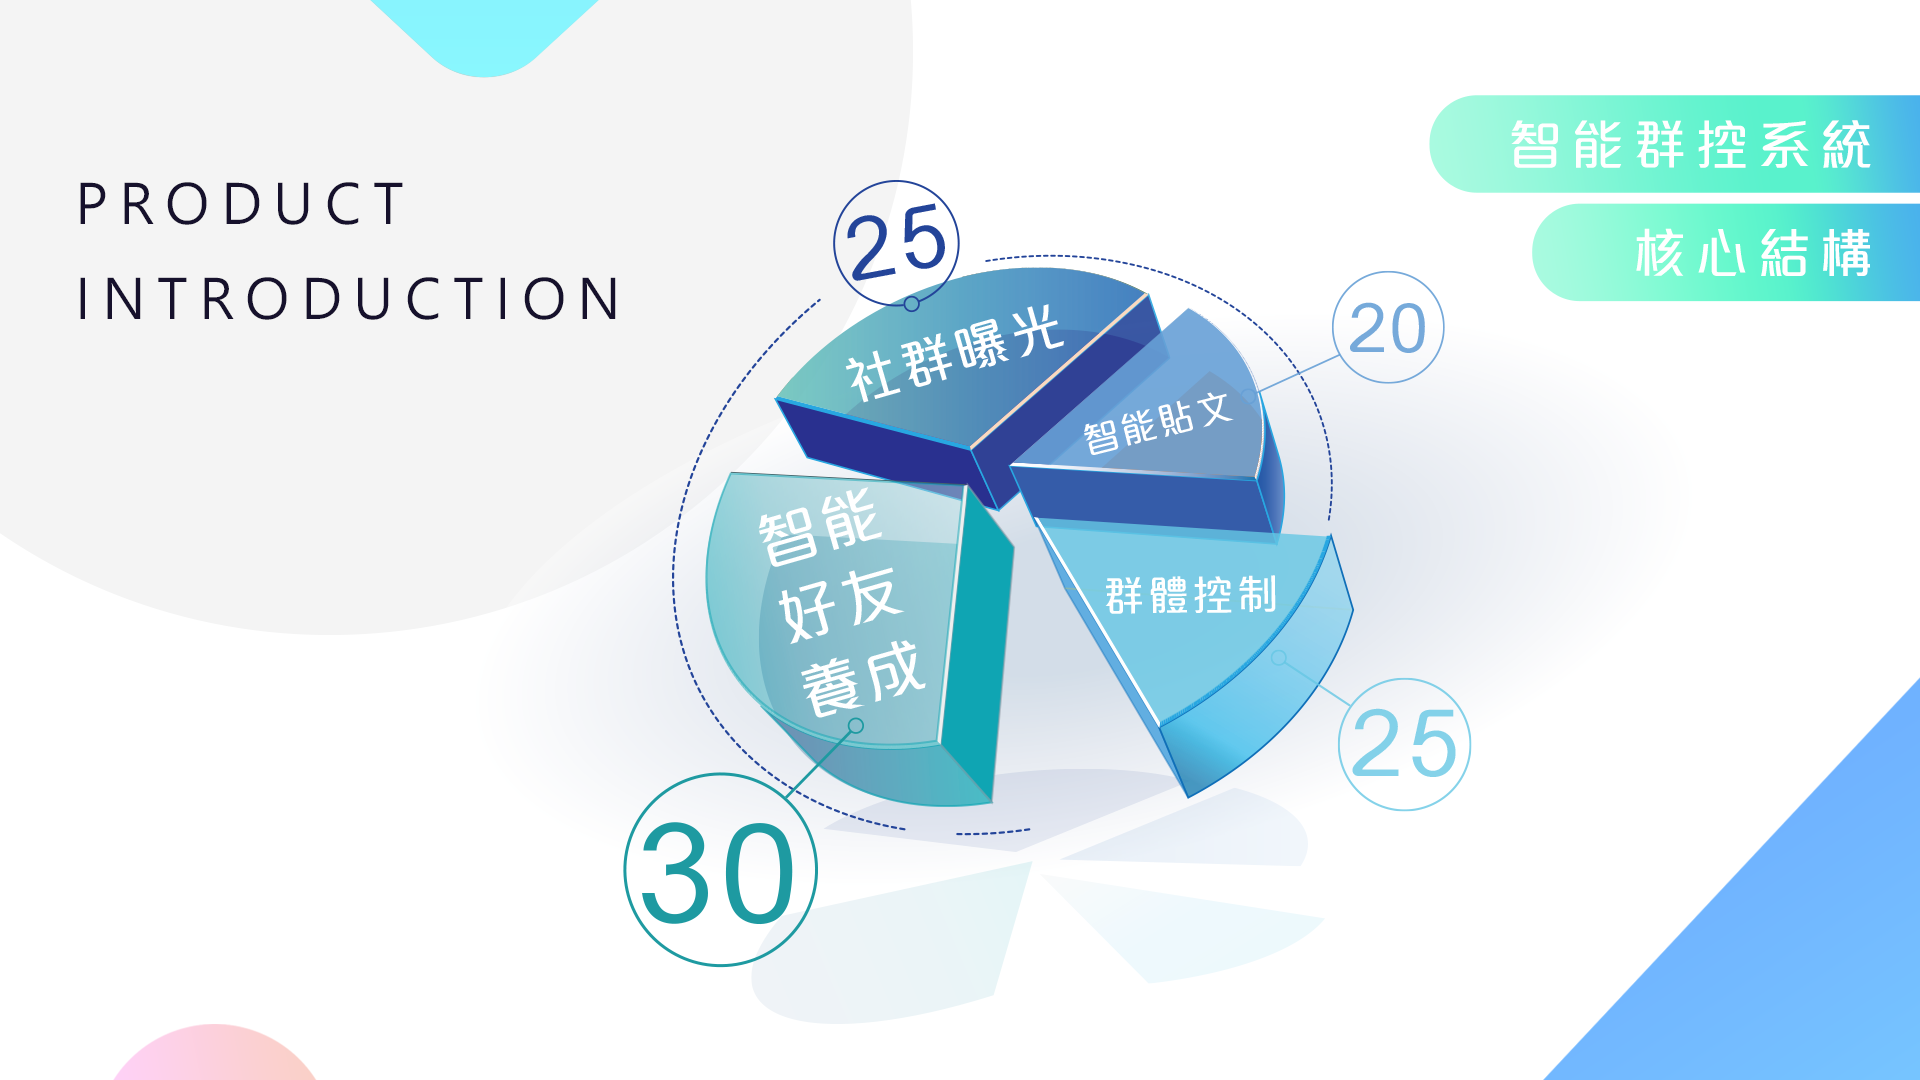 PRODUCT
INTRODUCTION
智能群控系統
核心結構
25
社群曝光
20
智能貼文
智能
好友
養成
群體控制
25
30